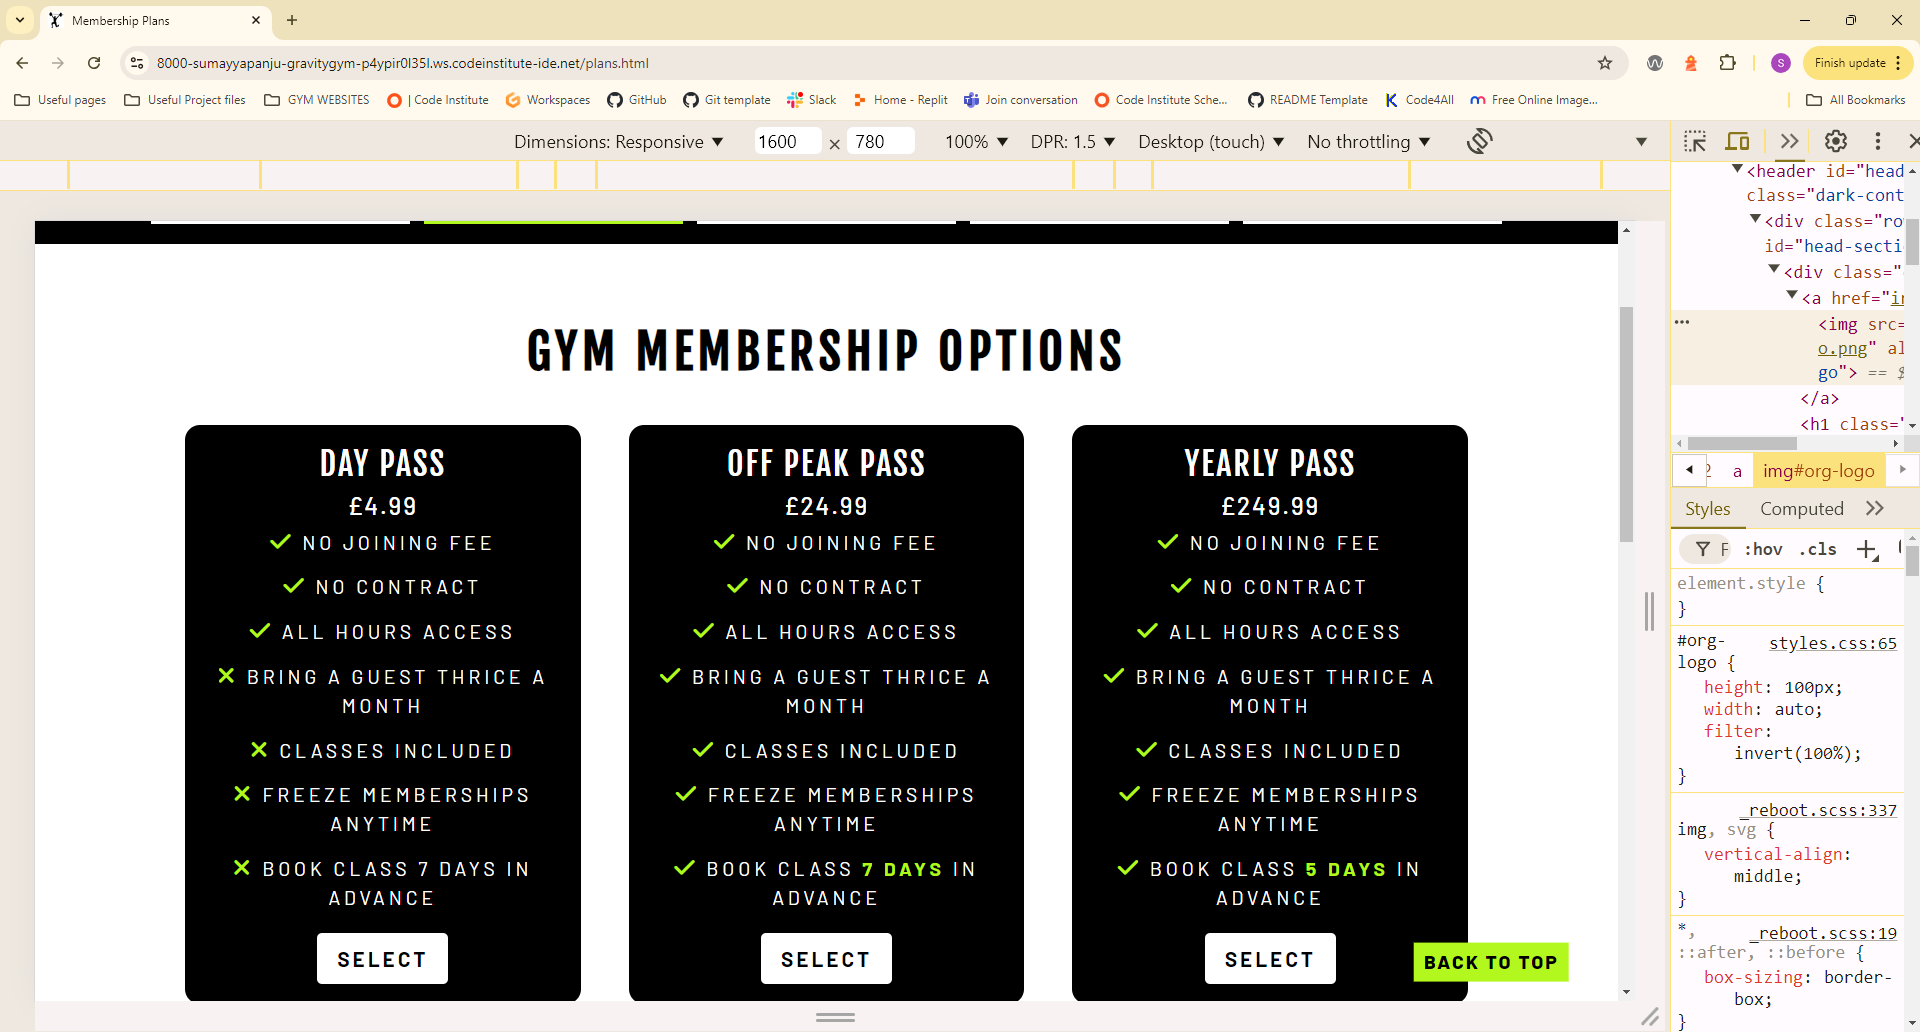 Membership Plans
8000-sumayyapanju-gravitygym-p4ypir0l35l.ws.codeinstitute-ide.net/plans.html
S
Finish update
Useful pages
Useful Project files
GYM WEBSITES
| Code Institute
Workspaces
GitHub
Git template
Slack
Home - Replit
Join conversation
Code Institute Sche...
README Template
Code4All
Free Online Image...
All Bookmarks
Dimensions: Responsive
1600 × 780
100%
DPR: 1.5
Desktop (touch)
No throttling
GYM MEMBERSHIP OPTIONS
DAY PASS
£4.99
NO JOINING FEE
NO CONTRACT
ALL HOURS ACCESS
BRING A GUEST THRICE A
MONTH
CLASSES INCLUDED
FREEZE MEMBERSHIPS
ANYTIME
BOOK CLASS 7 DAYS IN
ADVANCE
SELECT
OFF PEAK PASS
£24.99
NO JOINING FEE
NO CONTRACT
ALL HOURS ACCESS
BRING A GUEST THRICE A
MONTH
CLASSES INCLUDED
FREEZE MEMBERSHIPS
ANYTIME
BOOK CLASS 7 DAYS IN
ADVANCE
SELECT
YEARLY PASS
£249.99
NO JOINING FEE
NO CONTRACT
ALL HOURS ACCESS
BRING A GUEST THRICE A
MONTH
CLASSES INCLUDED
FREEZE MEMBERSHIPS
ANYTIME
BOOK CLASS 5 DAYS IN
ADVANCE
SELECT
BACK TO TOP
<header id="head
class="dark-cont
<div class="ro
id="head-secti
<div class="
<a href="in
<img src=
o.png" al
go"> == $
</a>
<h1 class="
a
img#org-logo
Styles
Computed
F
:hov
.cls
element.style {
}
#org-
logo {
styles.css:65
height: 100px;
width: auto;
filter:
invert(100%);
}
_reboot.scss:337
img, svg {
vertical-align:
middle;
}
*,
_reboot.scss:19
::after, ::before {
box-sizing: border-
box;
}